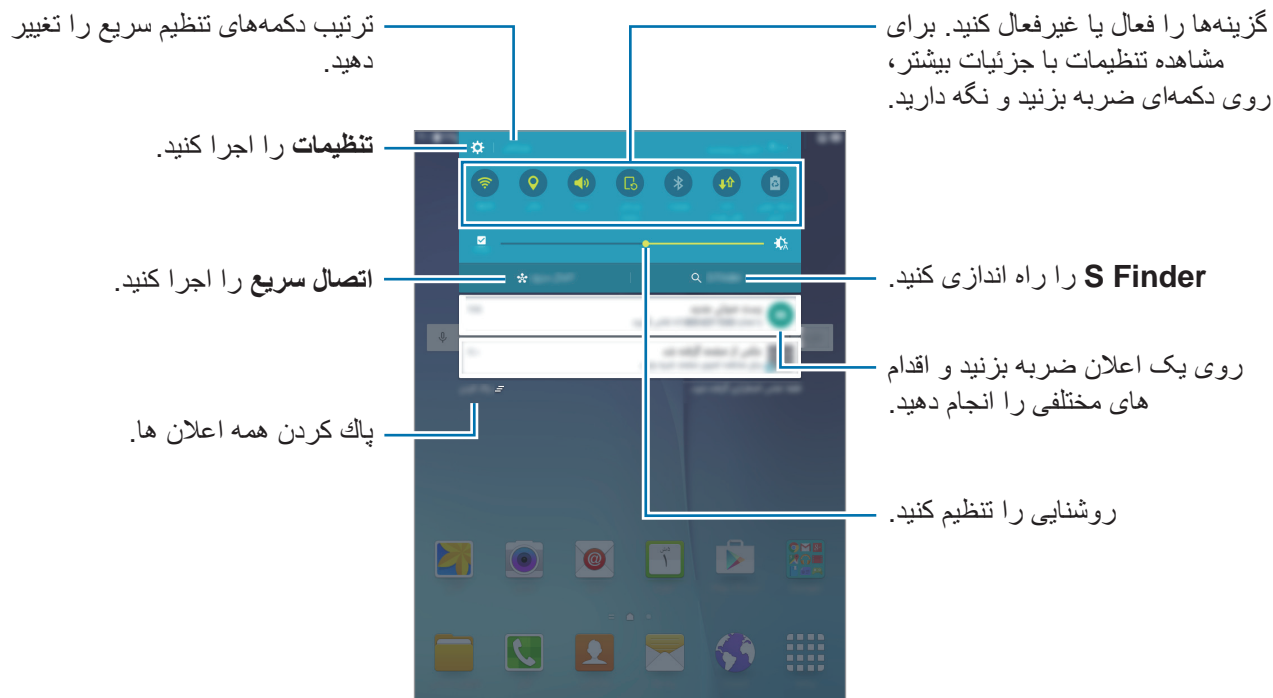 گزینه‌ها را فعال یا غیرفعال کنید. برای
مشاهده تنظیمات با جزئیات بیشتر،
روی دکمه‌ای ضربه بزنید و نگه دارید.
ترتیب دکمه‌های تنظیم سریع را تغییر
دهید.
تنظیمات را اجرا کنید.
S Finder را راه اندازی کنید.
اتصال سریع را اجرا کنید.
روی یک اعلان ضربه بزنید و اقدام
های مختلفی را انجام دهید.
پاك كردن همه اعلان ها.
روشنایی را تنظیم کنید.